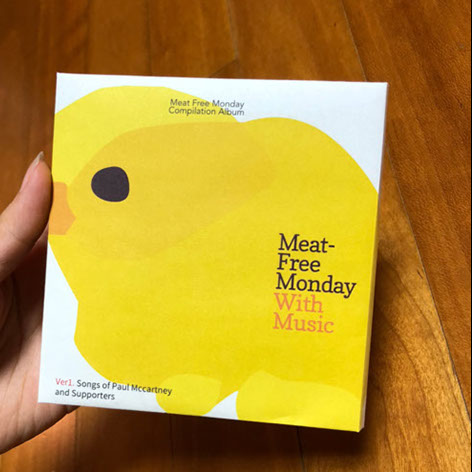 Meat Free Monday
Compilation Album
Meat-
Free
Monday
With
Music
Ver1. Songs of Paul Mccartney
and Supporters